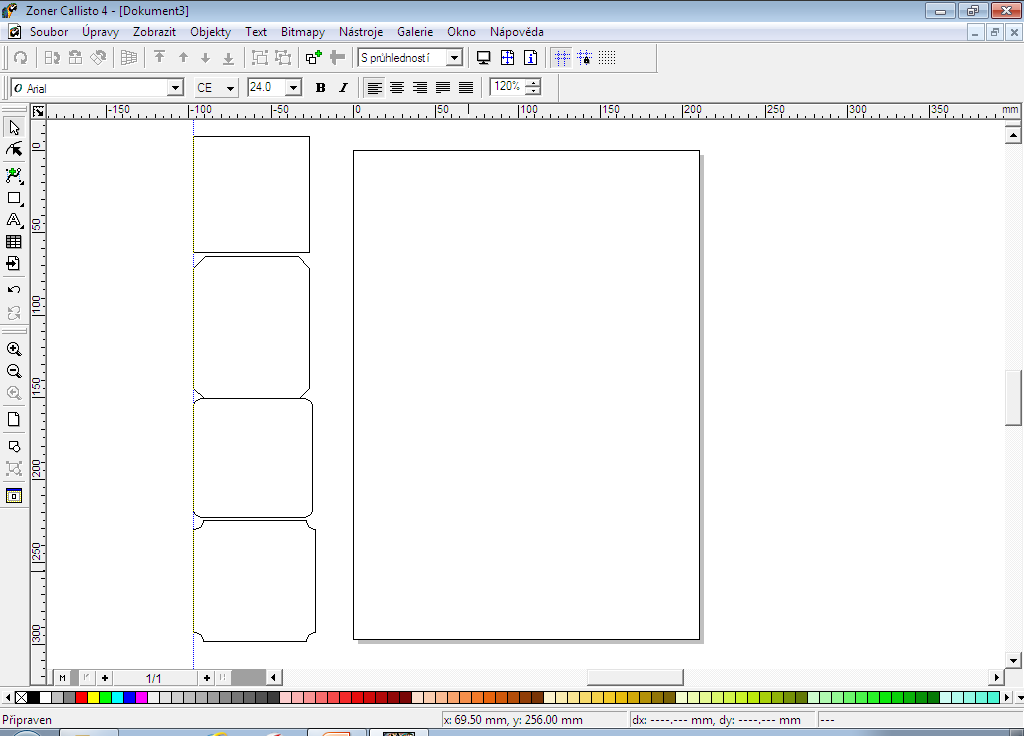 Zoner Callisto 4 - [Dokument3]
Soubor Úpravy Zobrazit Objekty Text Bitmapy Nástroje Galerie Okno Nápověda
S průhledností
O Arial CE 24.0 B I 120%
-150 -100 -50 0 50 100 150 200 250 300 350 mm
0
50
100
150
200
250
300
M 1/1
Připraven x: 69.50 mm, y: 256.00 mm dx: ----.--- mm, dy: ----.--- mm ---